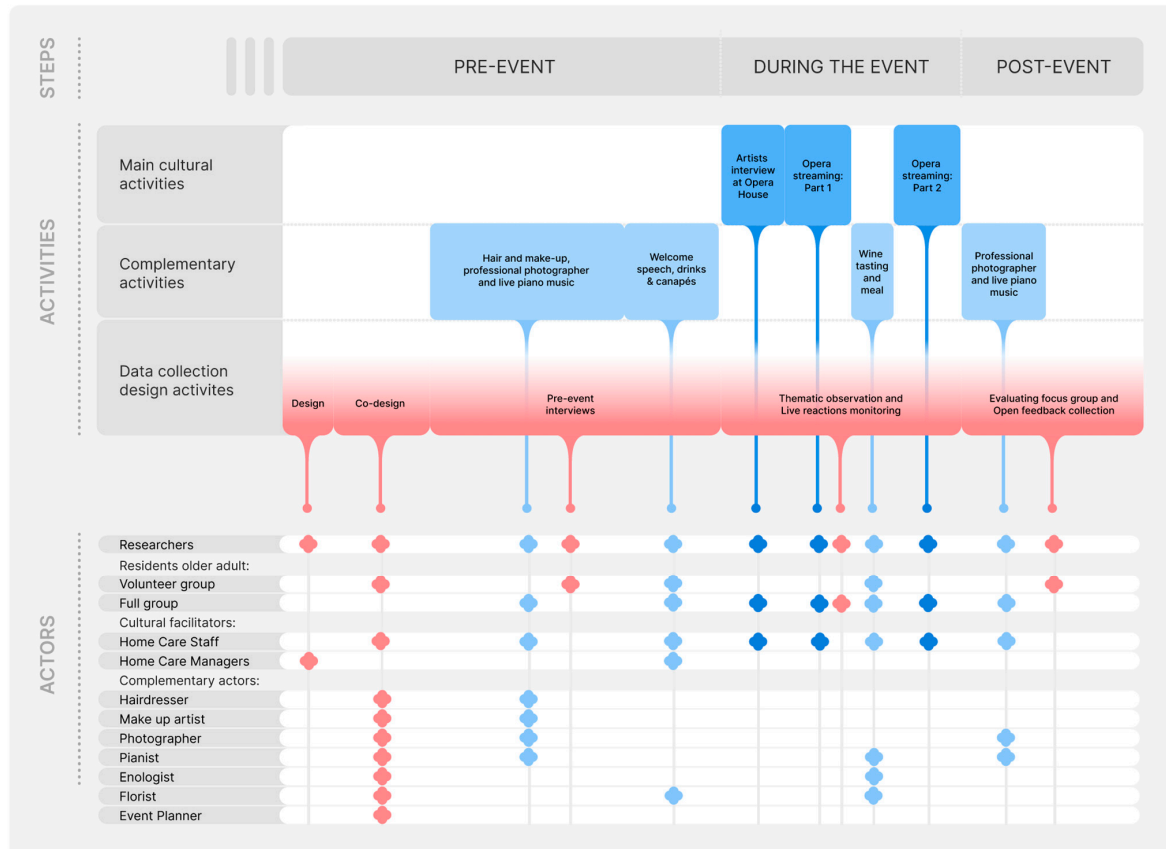 STEPS
PRE-EVENT
DURING THE EVENT
POST-EVENT
ACTIVITIES
Main cultural
activities
Artists
interview
at Opera
House
Opera
streaming:
Part 1
Opera
streaming:
Part 2
Complementary
activities
Hair and make-up,
professional photographer
and live piano music
Welcome
speech, drinks
& canapés
Wine
tasting
and
meal
Professional
photographer
and live piano
music
Data collection
design activites
Design
Co-design
Pre-event
interviews
Thematic observation and
Live reactions monitoring
Evaluating focus group and
Open feedback collection
ACTORS
Researchers
Residents older adult:
Volunteer group
Full group
Cultural facilitators:
Home Care Staff
Home Care Managers
Complementary actors:
Hairdresser
Make up artist
Photographer
Pianist
Enologist
Florist
Event Planner